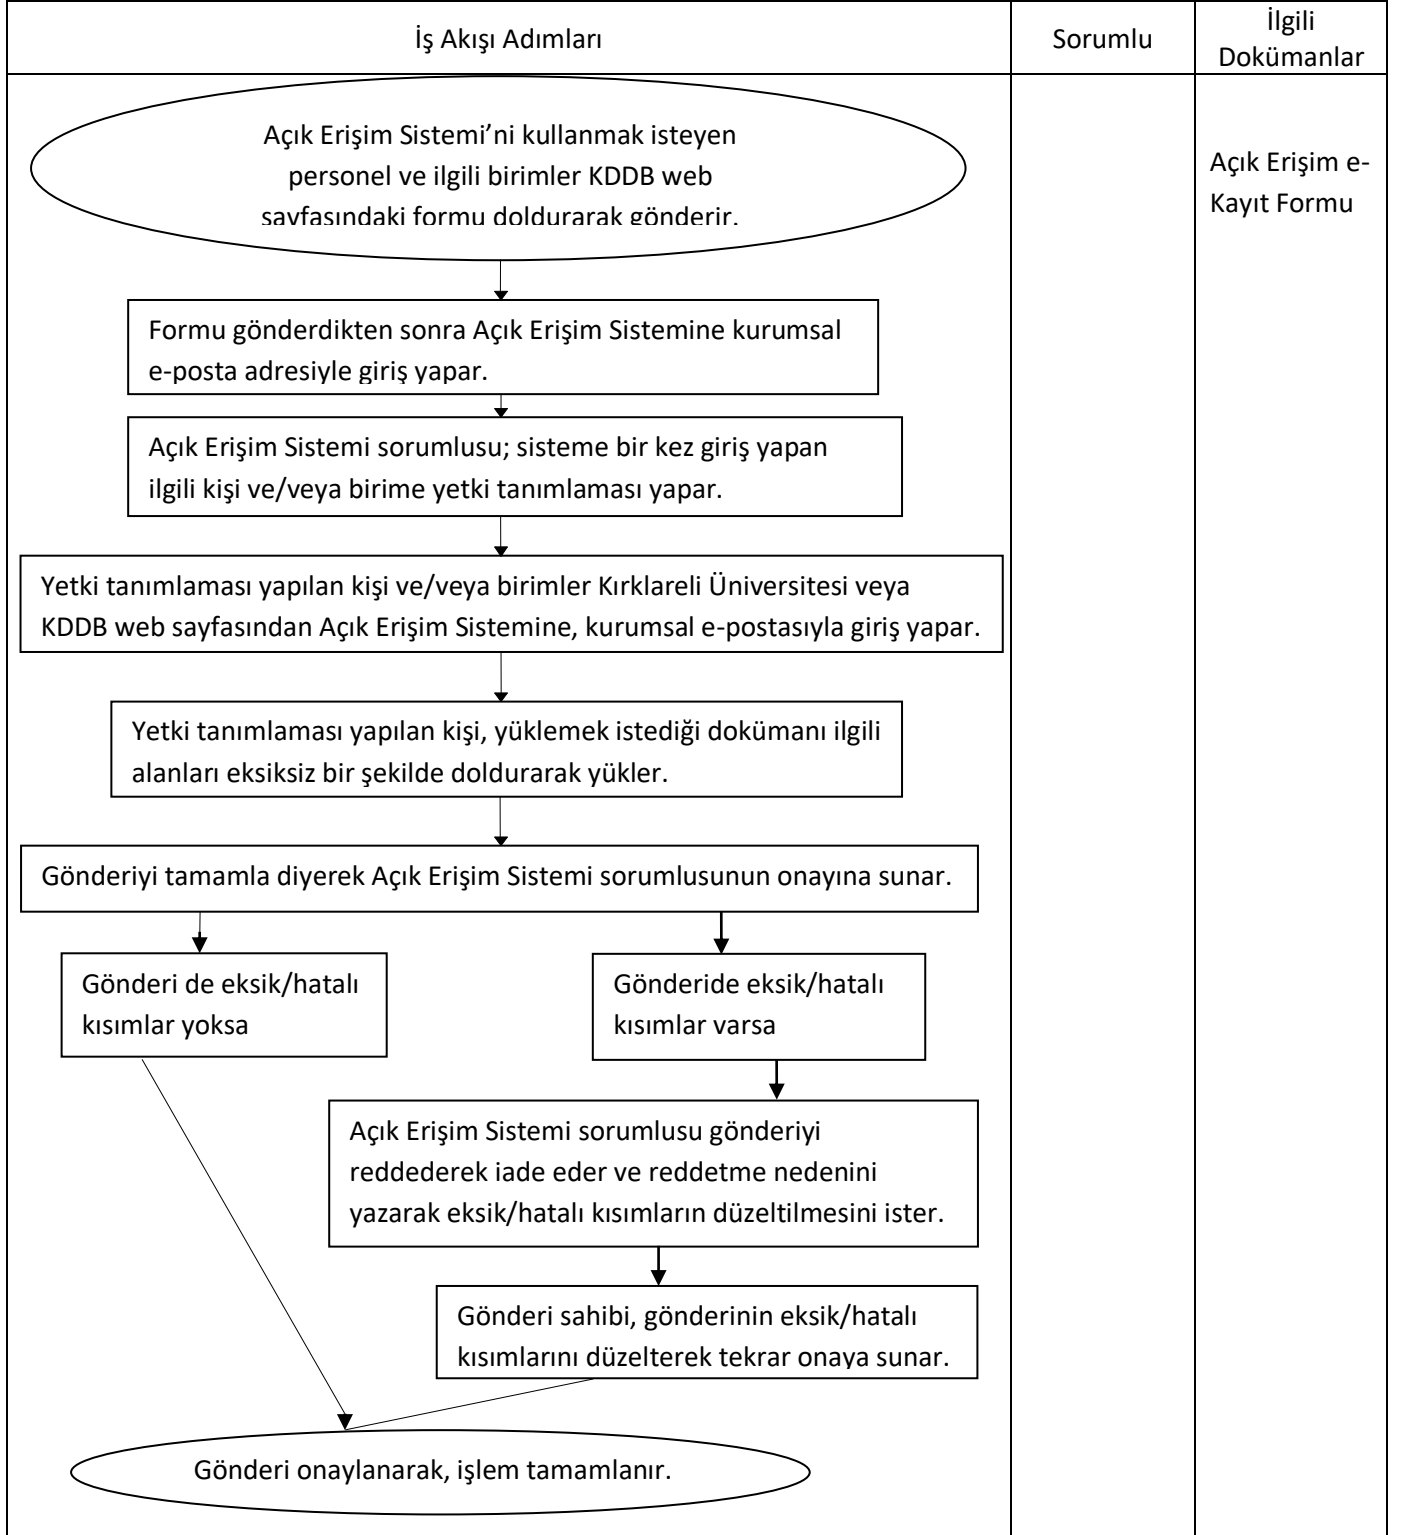 İş Akışı Adımları
Sorumlu
İlgili
Dokümanlar
Açık Erişim Sistemi’ni kullanmak isteyen
personel ve ilgili birimler KDDB web
sayfasındaki formu doldurarak gönderir.
Açık Erişim e-
Kayıt Formu
Formu gönderdikten sonra Açık Erişim Sistemine kurumsal
e-posta adresiyle giriş yapar.
Açık Erişim Sistemi sorumlusu; sisteme bir kez giriş yapan
ilgili kişi ve/veya birime yetki tanımlaması yapar.
Yetki tanımlaması yapılan kişi ve/veya birimler Kırklareli Üniversitesi veya
KDDB web sayfasından Açık Erişim Sistemine, kurumsal e-postasıyla giriş yapar.
Yetki tanımlaması yapılan kişi, yüklemek istediği dokümanı ilgili
alanları eksiksiz bir şekilde doldurarak yükler.
Gönderiyi tamamla diyerek Açık Erişim Sistemi sorumlusunun onayına sunar.
Gönderi de eksik/hatalı
kısımlar yoksa
Gönderide eksik/hatalı
kısımlar varsa
Açık Erişim Sistemi sorumlusu gönderiyi
reddederek iade eder ve reddetme nedenini
yazarak eksik/hatalı kısımların düzeltilmesini ister.
Gönderi sahibi, gönderinin eksik/hatalı
kısımlarını düzelterek tekrar onaya sunar.
Gönderi onaylanarak, işlem tamamlanır.